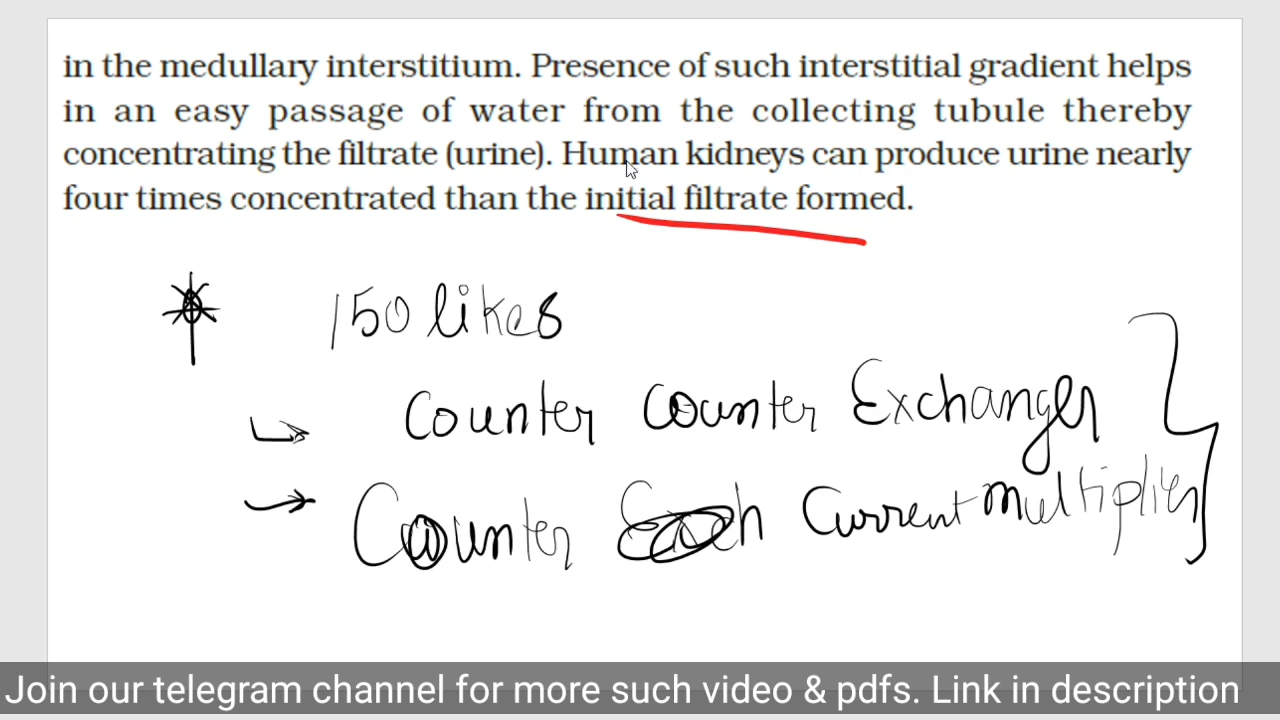 in the medullary interstitium. Presence of such interstitial gradient helps
in an easy passage of water from the collecting tubule thereby
concentrating the filtrate (urine). Human kidneys can produce urine nearly
four times concentrated than the initial filtrate formed.
150 likes
Counter Counter Exchanger
Counter Current multiplier
Join our telegram channel for more such video & pdfs. Link in description